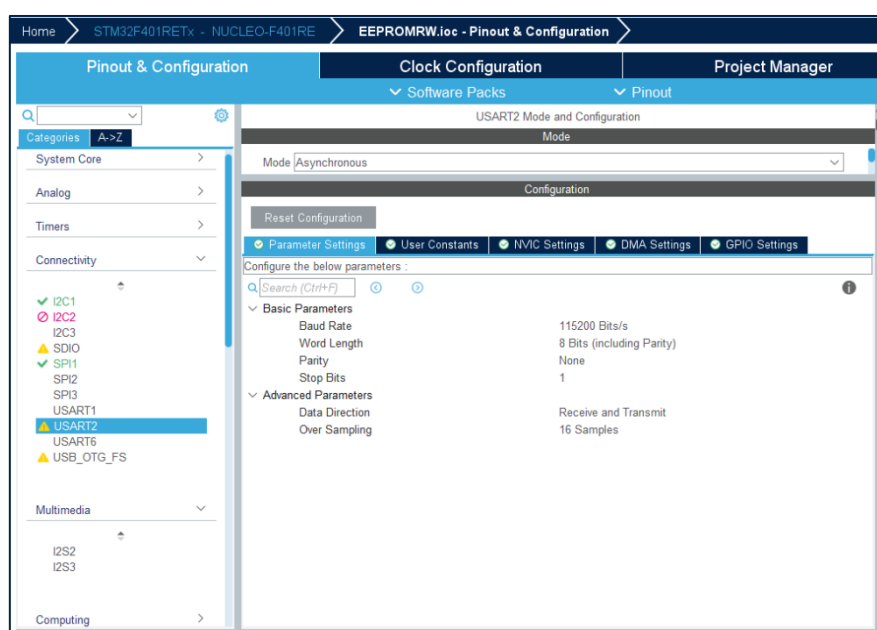 Home STM32F401RETx - NUCLEO-F401RE EEPROMRW.ioc - Pinout & Configuration
Pinout & Configuration Clock Configuration Project Manager
Software Packs Pinout
Categories A->Z
System Core
Analog
Timers
Connectivity
I2C1
I2C2
I2C3
SDIO
SPI1
SPI2
SPI3
USART1
USART2
USART6
USB_OTG_FS
Multimedia
I2S2
I2S3
Computing
USART2 Mode and Configuration
Mode
Mode Asynchronous
Configuration
Reset Configuration
Parameter Settings User Constants NVIC Settings DMA Settings GPIO Settings
Configure the below parameters :
Search (Ctrl+F)
Basic Parameters
Baud Rate 115200 Bits/s
Word Length 8 Bits (including Parity)
Parity None
Stop Bits 1
Advanced Parameters
Data Direction Receive and Transmit
Over Sampling 16 Samples